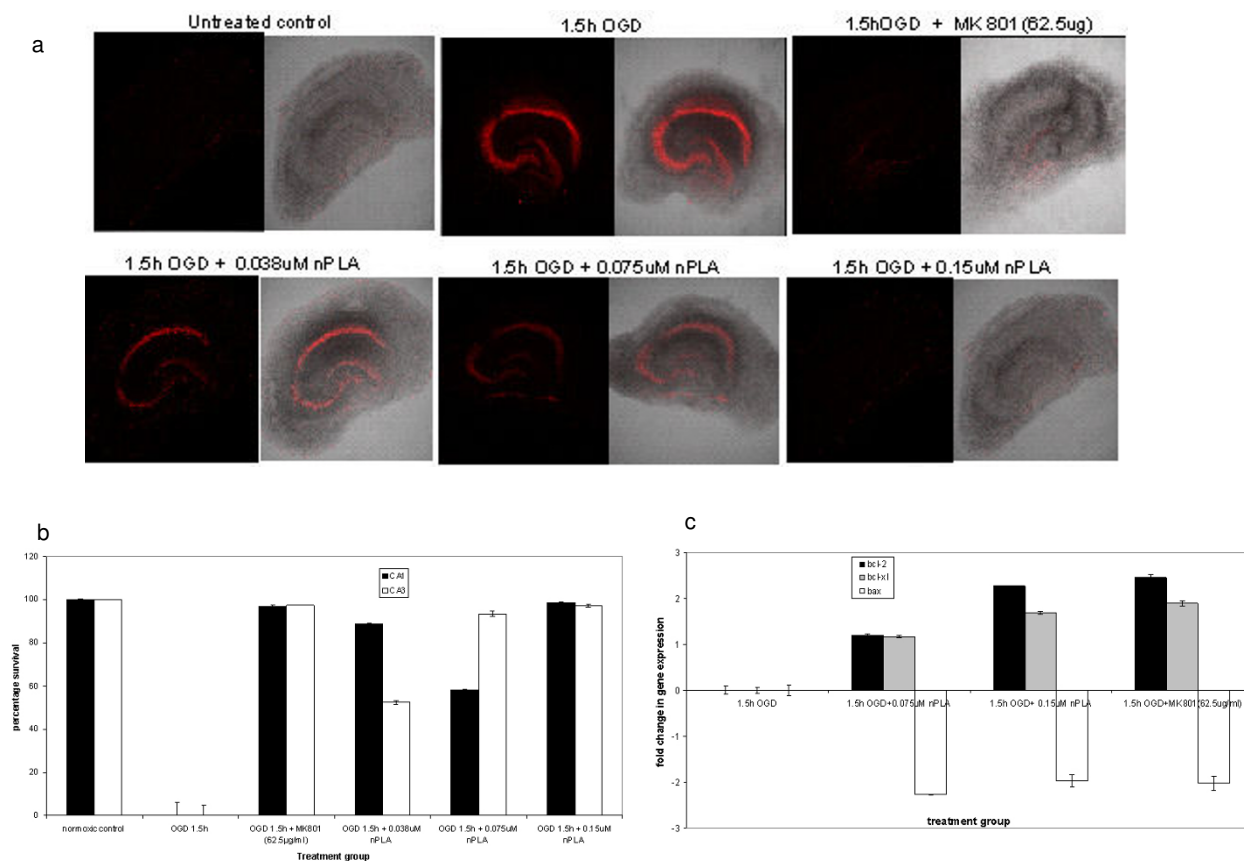 a
Untreated control
1.5h OGD
1.5hOGD + MK 801 (62.5ug)
1.5h OGD + 0.038uM nPLA
1.5h OGD + 0.075uM nPLA
1.5h OGD + 0.15uM nPLA
b
120
100
80
60
40
20
0
percentage survival
CA1
CA3
normoxic control
OGD 1.5h
OGD 1.5h + MK801
(62.5µg/ml)
OGD 1.5h + 0.038uM
nPLA
OGD 1.5h + 0.075uM
nPLA
OGD 1.5h + 0.15uM
nPLA
Treatment group
c
3
2
1
0
-1
-2
-3
fold change in gene expression
bcl-2
bcl-xl
bax
1.5h OGD
1.5h OGD+0.075uM nPLA
1.5h OGD+ 0.15uM nPLA
1.5h OGD+MK801 (62.5ug/ml)
treatment group